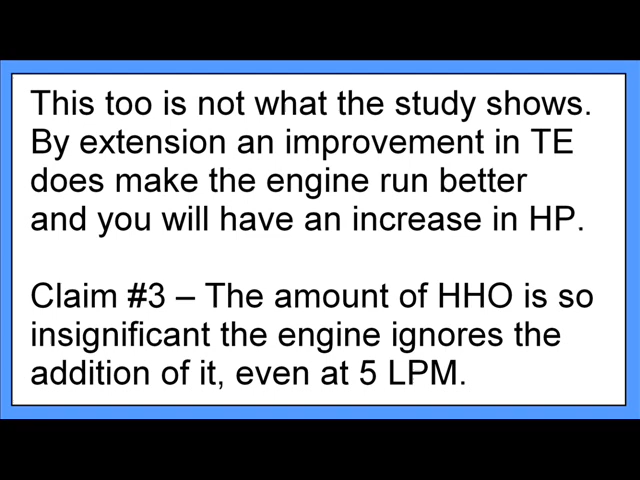 This too is not what the study shows.
By extension an improvement in TE
does make the engine run better
and you will have an increase in HP.
Claim #3 – The amount of HHO is so
insignificant the engine ignores the
addition of it, even at 5 LPM.